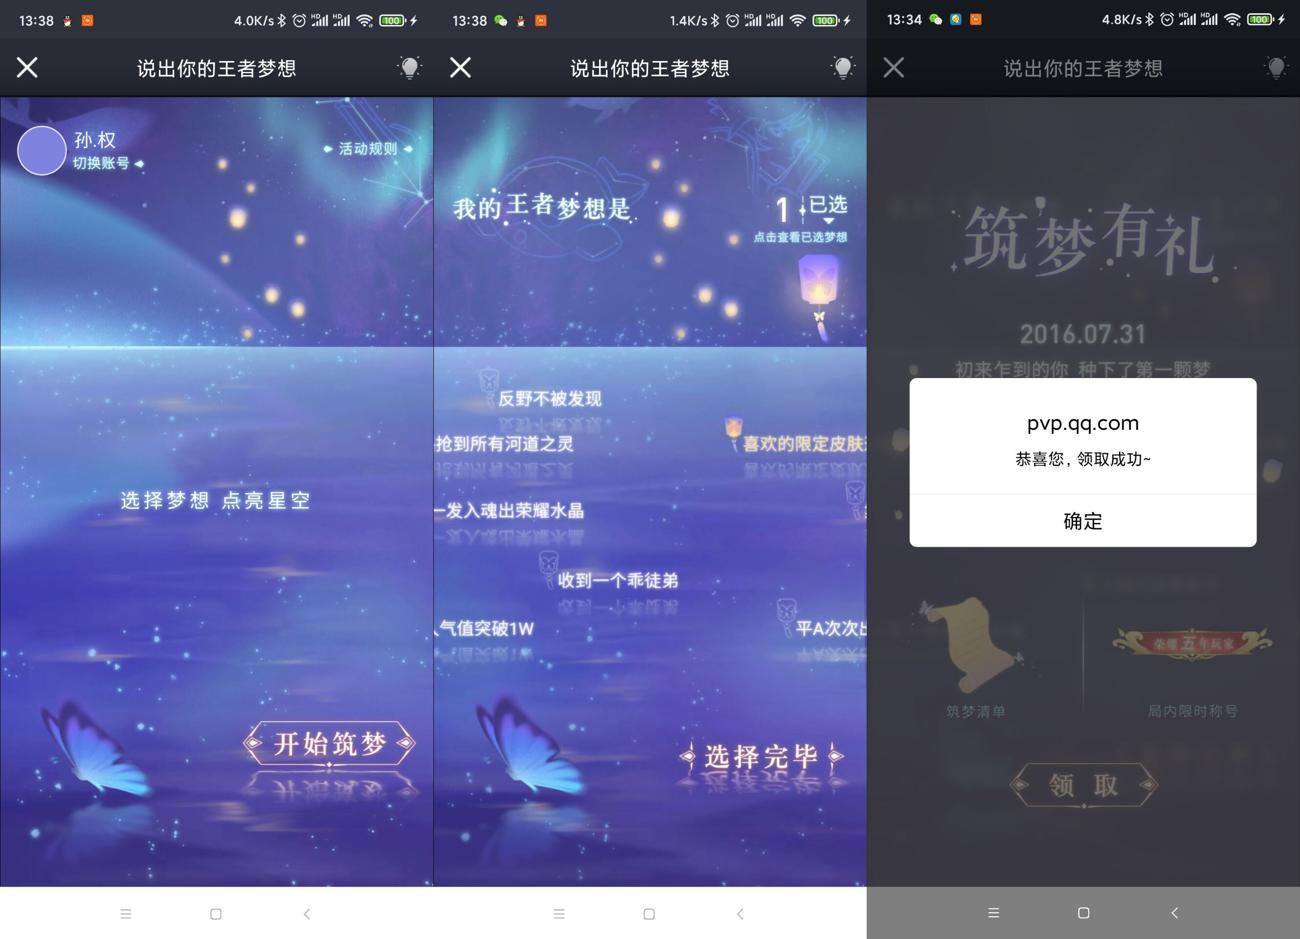 13:38
4.0K/s
HD
HD
100
说出你的王者梦想
孙.权
切换账号
活动规则
选择梦想 点亮星空
开始筑梦
13:38
1.4K/s
HD
HD
100
说出你的王者梦想
我的王者梦想是
1
已选
点击查看已选梦想
反野不被发现
抢到所有河道之灵
喜欢的限定皮肤
一发入魂出荣耀水晶
收到一个乖徒弟
气值突破1W
平A次次出
选择完毕
13:34
4.8K/s
HD
HD
100
说出你的王者梦想
筑梦有礼
2016.07.31
初来乍到的你 种下了第一颗梦
pvp.qq.com
恭喜您，领取成功~
确定
荣耀五年玩家
筑梦清单
局内限时称号
领取